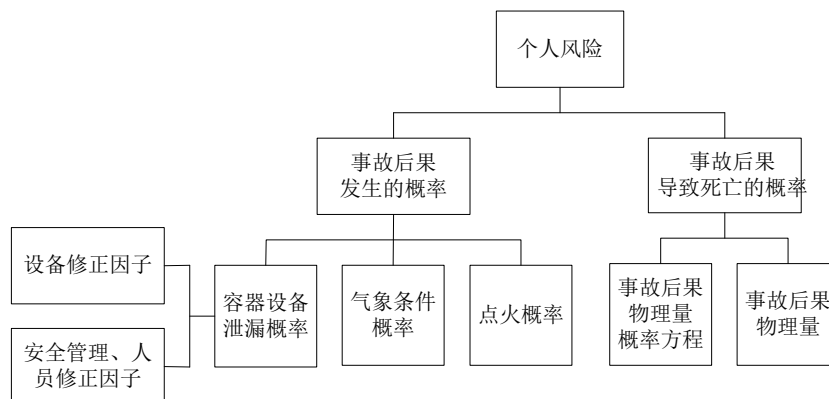 个人风险
事故后果
发生的概率
事故后果
导致死亡的概率
设备修正因子
安全管理、人
员修正因子
容器设备
泄漏概率
气象条件
概率
点火概率
事故后果
物理量
概率方程
事故后果
物理量